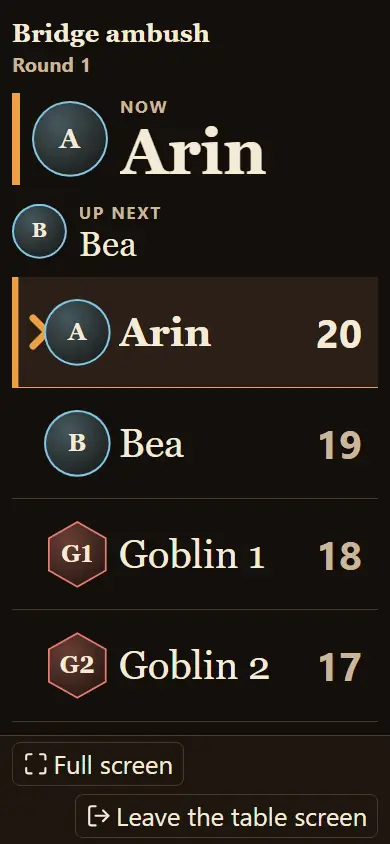 Bridge ambush
Round 1
A
NOW
Arin
B
UP NEXT
Bea
A
Arin
20
B
Bea
19
G1
Goblin 1
18
G2
Goblin 2
17
Full screen
Leave the table screen